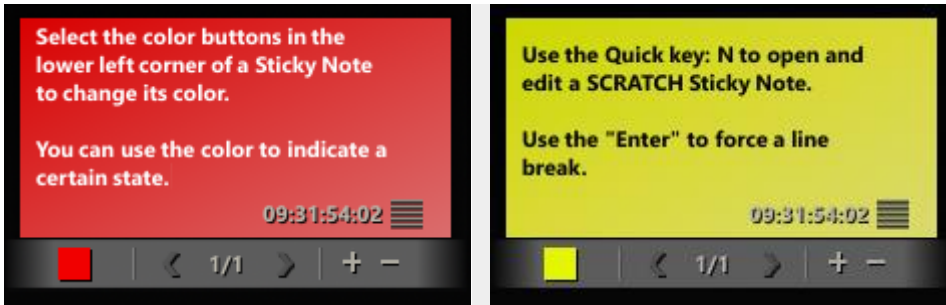 Select the color buttons in the
lower left corner of a Sticky Note
to change its color.
You can use the color to indicate a
certain state.
09:31:54:02
1/1
Use the Quick key: N to open and
edit a SCRATCH Sticky Note.
Use the "Enter" to force a line
break.
09:31:54:02
1/1